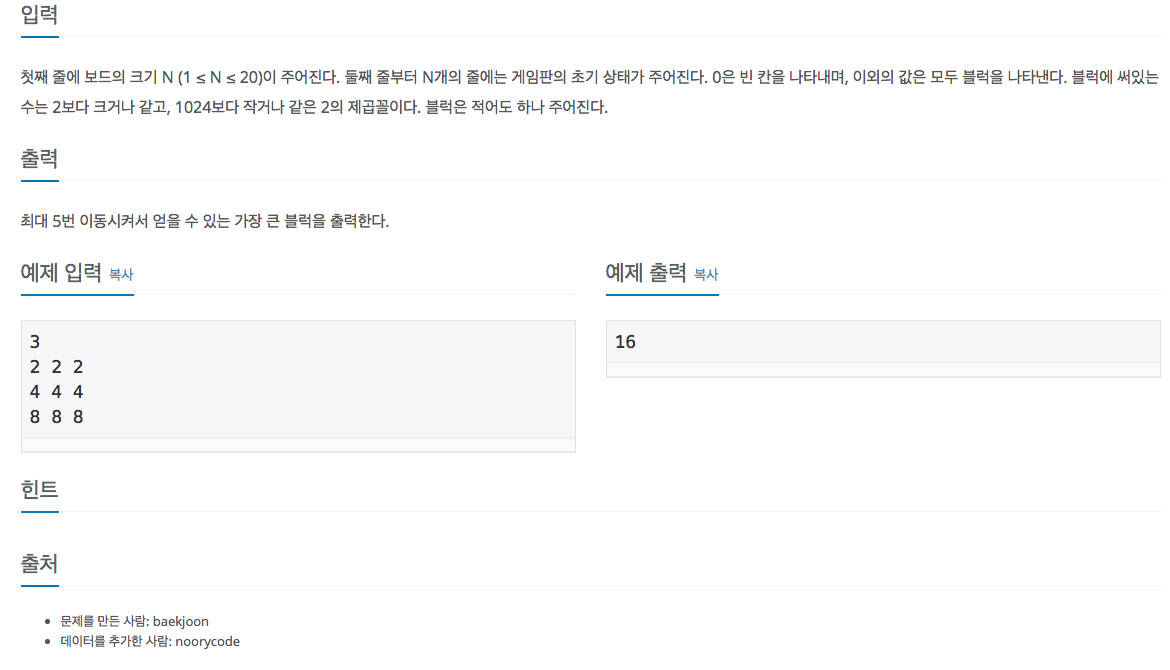 입력
첫째 줄에 보드의 크기 N (1 ≤ N ≤ 20)이 주어진다. 둘째 줄부터 N개의 줄에는 게임판의 초기 상태가 주어진다. 0은 빈 칸을 나타내며, 이외의 값은 모두 블럭을 나타낸다. 블럭에 써있는
수는 2보다 크거나 같고, 1024보다 작거나 같은 2의 제곱꼴이다. 블럭은 적어도 하나 주어진다.
출력
최대 5번 이동시켜서 얻을 수 있는 가장 큰 블럭을 출력한다.
예제 입력 복사
3
2 2 2
4 4 4
8 8 8
예제 출력 복사
16
힌트
출처
문제를 만든 사람: baekjoon
데이터를 추가한 사람: noorycode